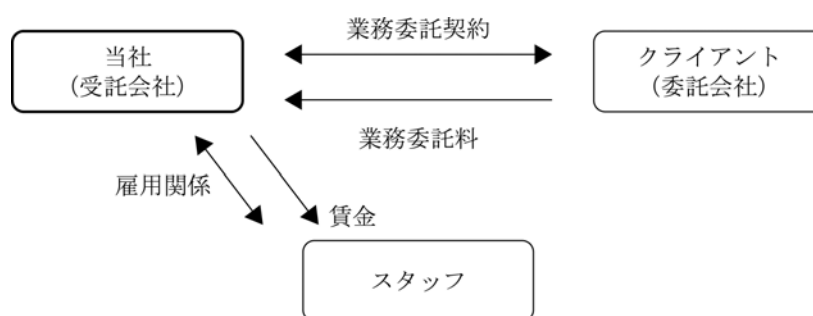 業務委託契約
当社
(受託会社)
クライアント
(委託会社)
業務委託料
雇用関係
賃金
スタッフ